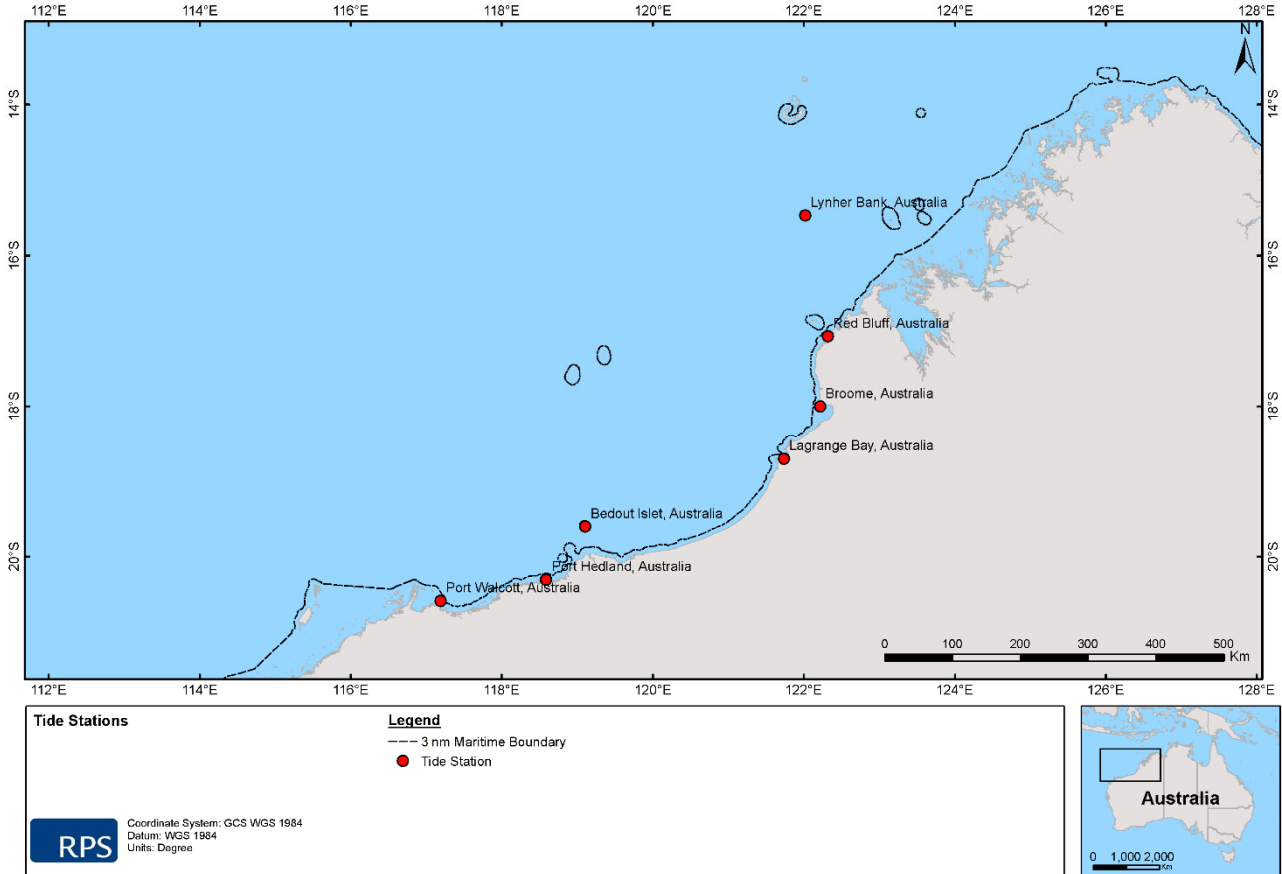 112°E 114°E 116°E 118°E 120°E 122°E 124°E 126°E 128°E
N
14°S 14°S
Lynher Bank, Australia
16°S 16°S
Red Bluff, Australia
18°S Broome, Australia 18°S
Lagrange Bay, Australia
Bedout Islet, Australia
20°S 20°S
Port Hedland, Australia
Port Walcott, Australia
0 100 200 300 400 500
Km
112°E 114°E 116°E 118°E 120°E 122°E 124°E 126°E 128°E
Tide Stations
Legend
3 nm Maritime Boundary
Tide Station
RPS
Coordinate System: GCS WGS 1984
Datum: WGS 1984
Units: Degree
Australia
0 1,000 2,000
Km